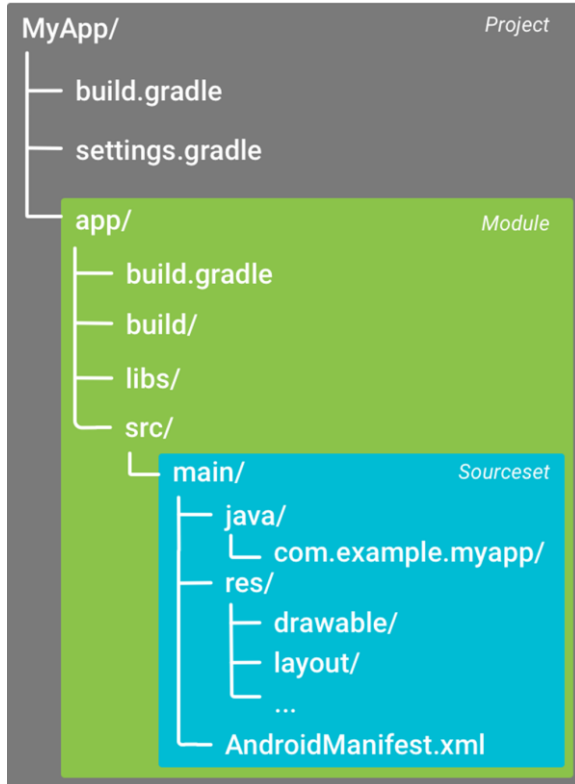 MyApp/ Project
build.gradle
settings.gradle
app/ Module
build.gradle
build/
libs/
src/
main/ Sourceset
java/
com.example.myapp/
res/
drawable/
layout/
...
AndroidManifest.xml